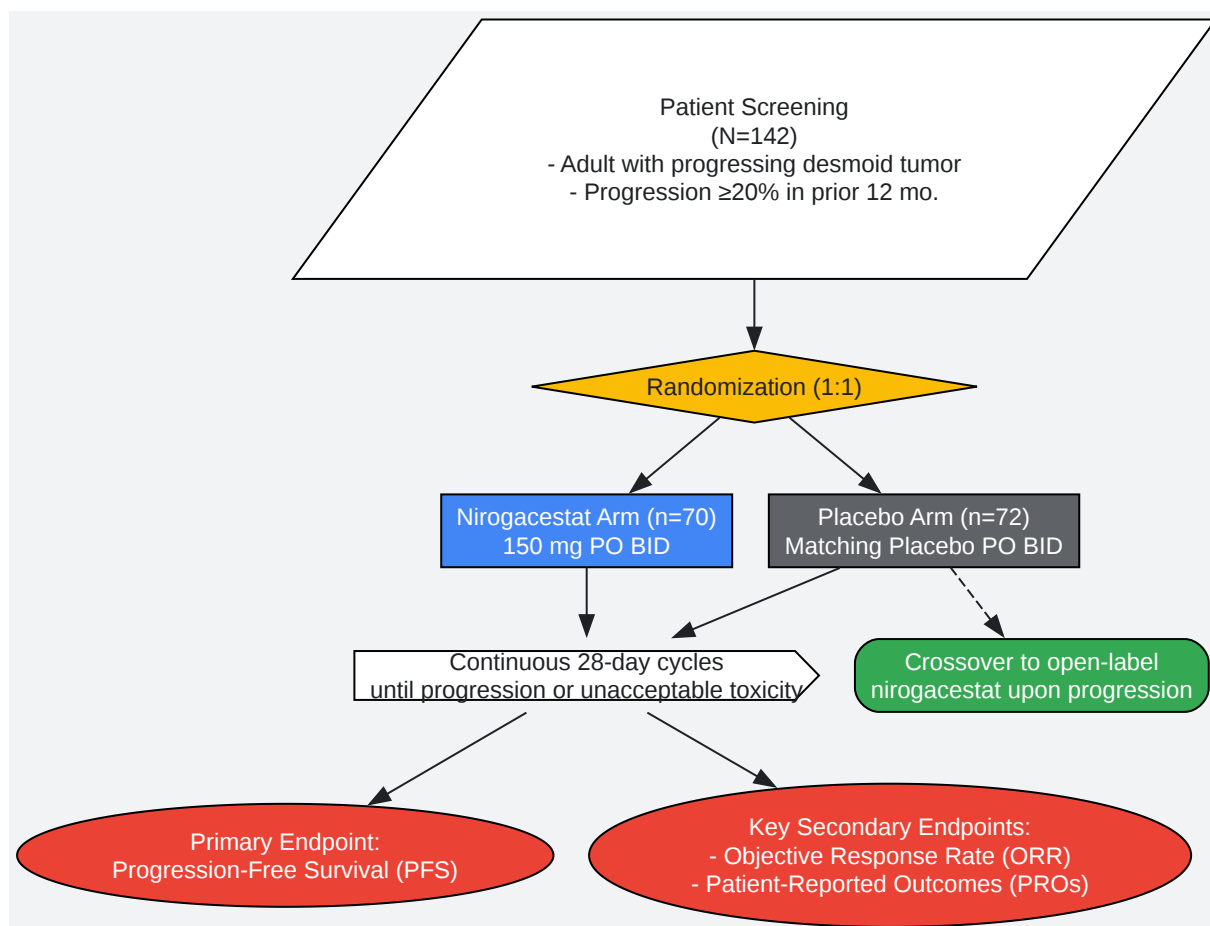 Patient Screening
(N=142)
- Adult with progressing desmoid tumor
- Progression ≥20% in prior 12 mo.
Randomization (1:1)
Nirogacestat Arm (n=70)
150 mg PO BID
Placebo Arm (n=72)
Matching Placebo PO BID
Continuous 28-day cycles
until progression or unacceptable toxicity
Crossover to open-label
nirogacestat upon progression
Primary Endpoint:
Progression-Free Survival (PFS)
Key Secondary Endpoints:
- Objective Response Rate (ORR)
- Patient-Reported Outcomes (PROs)